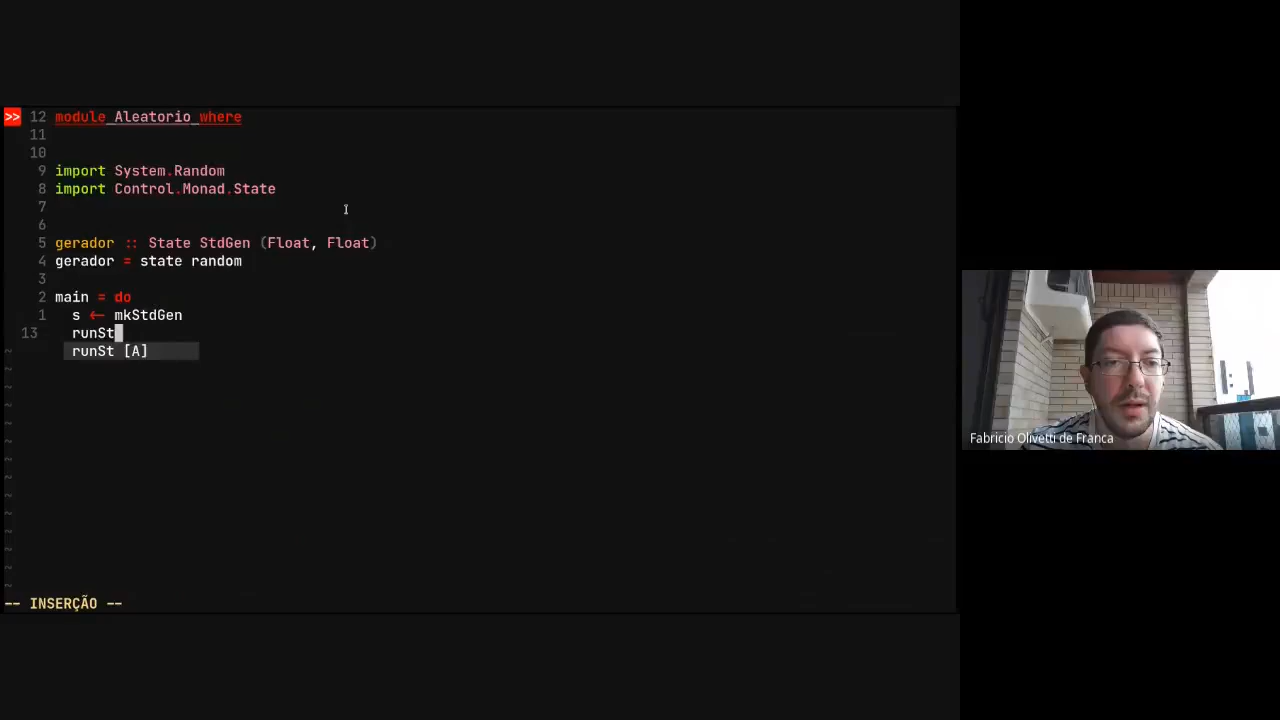 >> 12 module Aleatorio where
11
10
9 import System.Random
8 import Control.Monad.State
7
6
5 gerador :: State StdGen (Float, Float)
4 gerador = state random
3
2 main = do
1 s ← mkStdGen
13 runSt
~ runSt [A]
~
~
~
~
~
~
~
~
~
~
~
~
~
-- INSERÇÃO --
Fabricio Olivetti de Franca